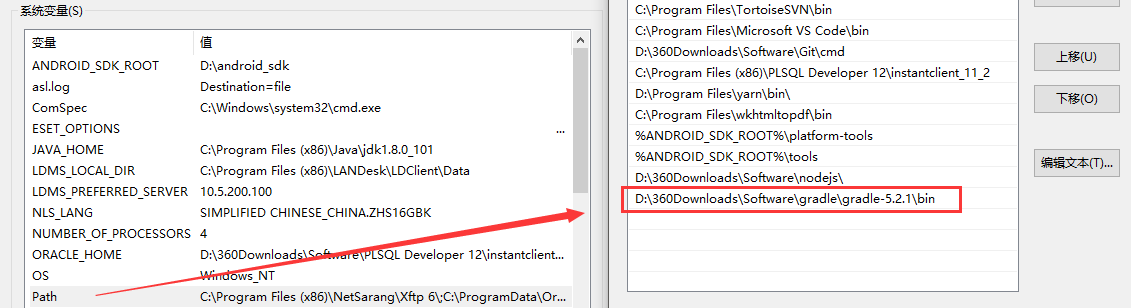 系统变量(S)
变量 值
ANDROID_SDK_ROOT D:\android_sdk
asl.log Destination=file
ComSpec C:\Windows\system32\cmd.exe
ESET_OPTIONS ...
JAVA_HOME C:\Program Files (x86)\Java\jdk1.8.0_101
LDMS_LOCAL_DIR C:\Program Files (x86)\LANDesk\LDClient\Data
LDMS_PREFERRED_SERVER 10.5.200.100
NLS_LANG SIMPLIFIED CHINESE_CHINA.ZHS16GBK
NUMBER_OF_PROCESSORS 4
ORACLE_HOME D:\360Downloads\Software\PLSQL Developer 12\instantclient...
OS Windows_NT
Path C:\Program Files (x86)\NetSarang\Xftp 6\;C:\ProgramData\Or...
C:\Program Files\TortoiseSVN\bin
C:\Program Files\Microsoft VS Code\bin
D:\360Downloads\Software\Git\cmd
C:\Program Files (x86)\PLSQL Developer 12\instantclient_11_2
D:\Program Files\yarn\bin\
C:\Program Files\wkhtmltopdf\bin
%ANDROID_SDK_ROOT%\platform-tools
%ANDROID_SDK_ROOT%\tools
D:\360Downloads\Software\nodejs\
D:\360Downloads\Software\gradle\gradle-5.2.1\bin
上移(U)
下移(O)
编辑文本(T)...